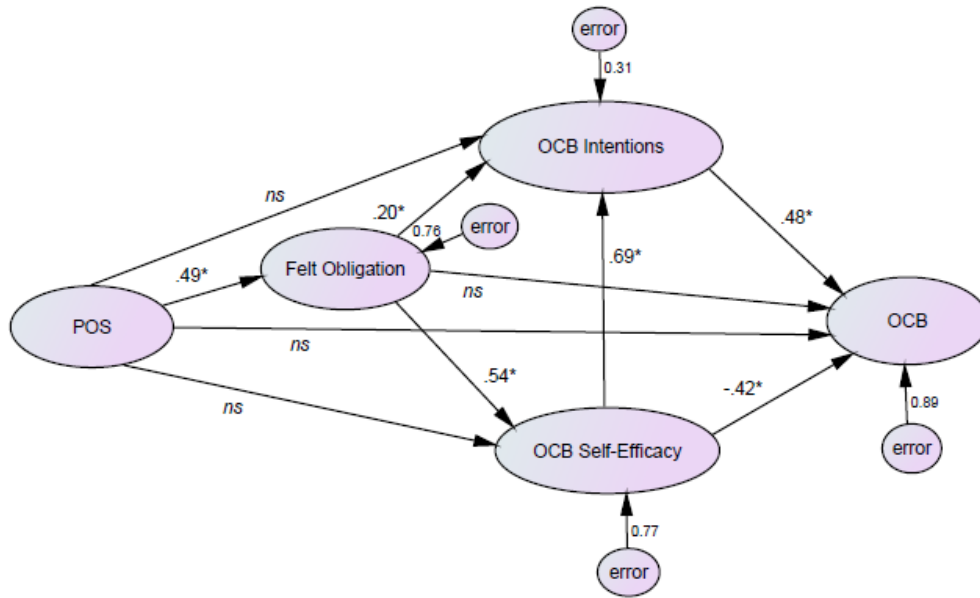 error
0.31
OCB Intentions
ns
.20*
0.76
error
.48*
.49*
Felt Obligation
.69*
ns
POS
OCB
ns
.54*
-.42*
ns
0.89
OCB Self-Efficacy
error
0.77
error